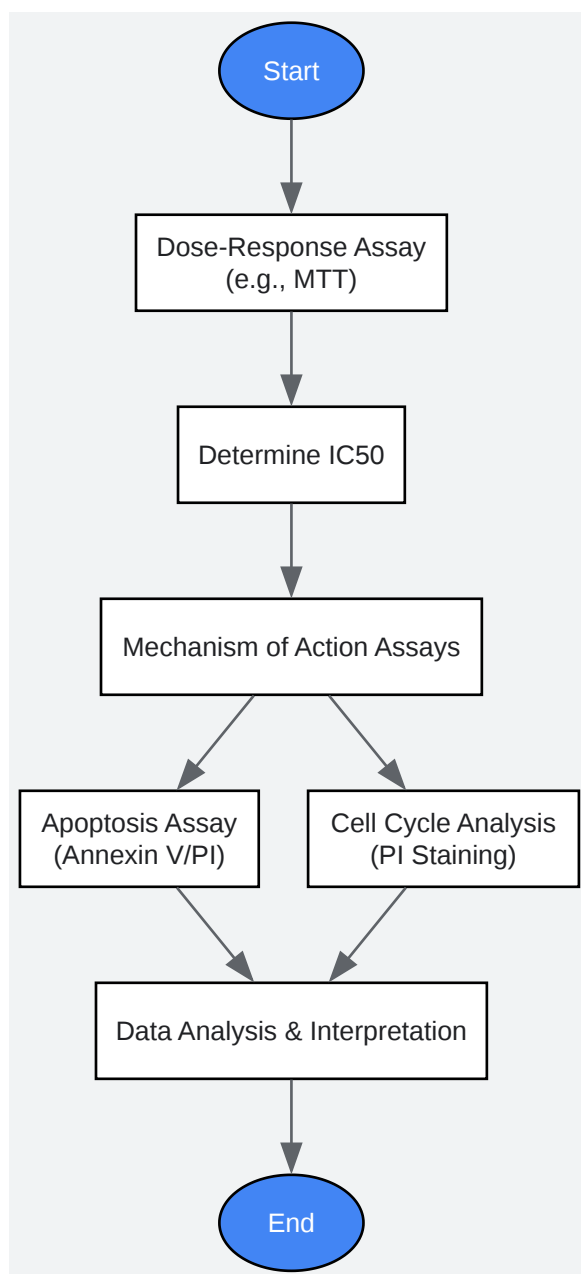 Start
Dose-Response Assay
(e.g., MTT)
Determine IC50
Mechanism of Action Assays
Apoptosis Assay
(Annexin V/PI)
Cell Cycle Analysis
(PI Staining)
Data Analysis & Interpretation
End